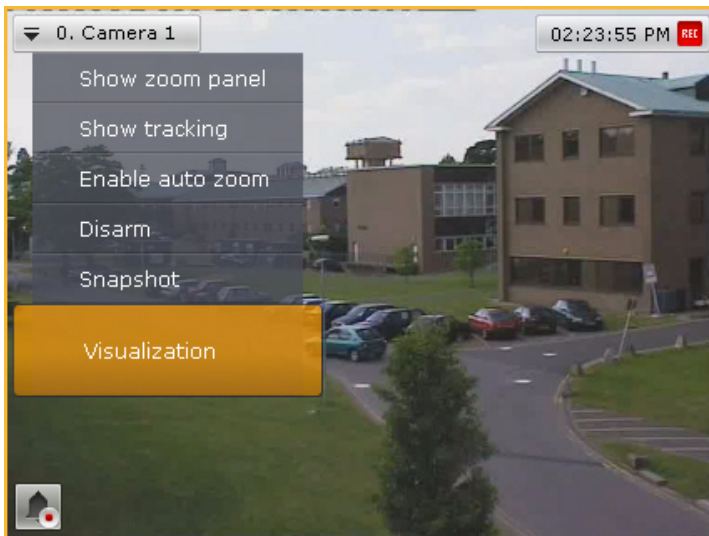 0. Camera 1
02:23:55 PM REC
Show zoom panel
Show tracking
Enable auto zoom
Disarm
Snapshot
Visualization